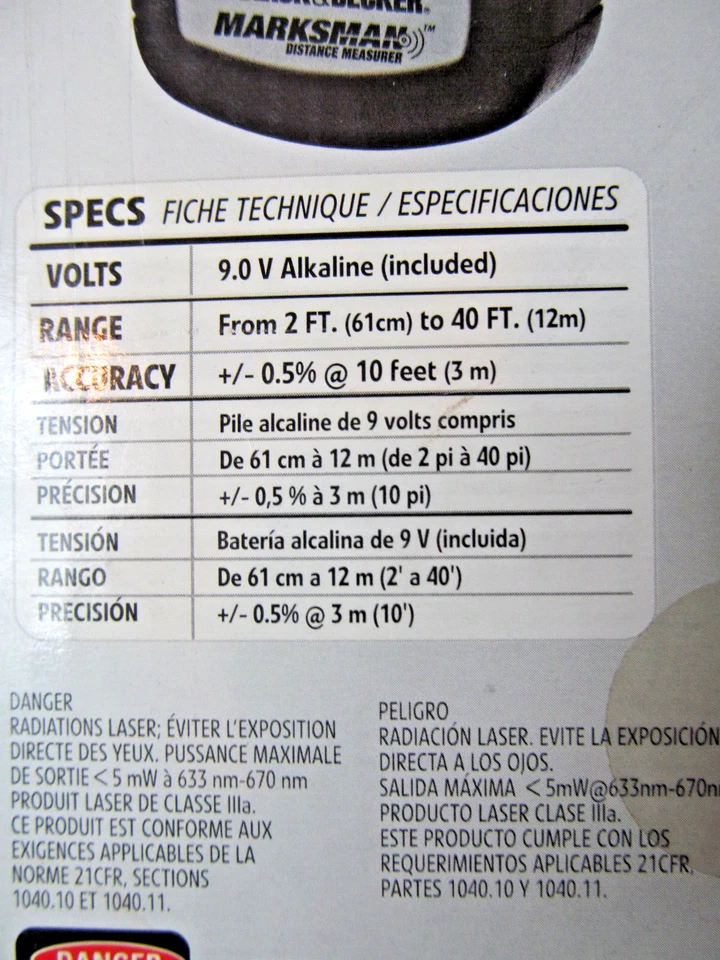 BLACK&DECKER®
MARKSMAN™
DISTANCE MEASURER
SPECS FICHE TECHNIQUE / ESPECIFICACIONES
VOLTS 9.0 V Alkaline (included)
RANGE From 2 FT. (61cm) to 40 FT. (12m)
ACCURACY +/- 0.5% @ 10 feet (3 m)
TENSION Pile alcaline de 9 volts compris
PORTÉE De 61 cm à 12 m (de 2 pi à 40 pi)
PRÉCISION +/- 0,5 % à 3 m (10 pi)
TENSIÓN Batería alcalina de 9 V (incluida)
RANGO De 61 cm a 12 m (2' a 40')
PRECISIÓN +/- 0.5% @ 3 m (10')
DANGER
RADIATIONS LASER; ÉVITER L'EXPOSITION
DIRECTE DES YEUX. PUSSANCE MAXIMALE
DE SORTIE < 5 mW à 633 nm-670 nm
PRODUIT LASER DE CLASSE IIIa.
CE PRODUIT EST CONFORME AUX
EXIGENCES APPLICABLES DE LA
NORME 21CFR, SECTIONS
1040.10 ET 1040.11.
PELIGRO
RADIACIÓN LASER. EVITE LA EXPOSICIÓN
DIRECTA A LOS OJOS.
SALIDA MÁXIMA < 5mW@633nm-670n
PRODUCTO LASER CLASE IIIa.
ESTE PRODUCTO CUMPLE CON LOS
REQUERIMIENTOS APLICABLES 21CFR,
PARTES 1040.10 Y 1040.11.
DANGER